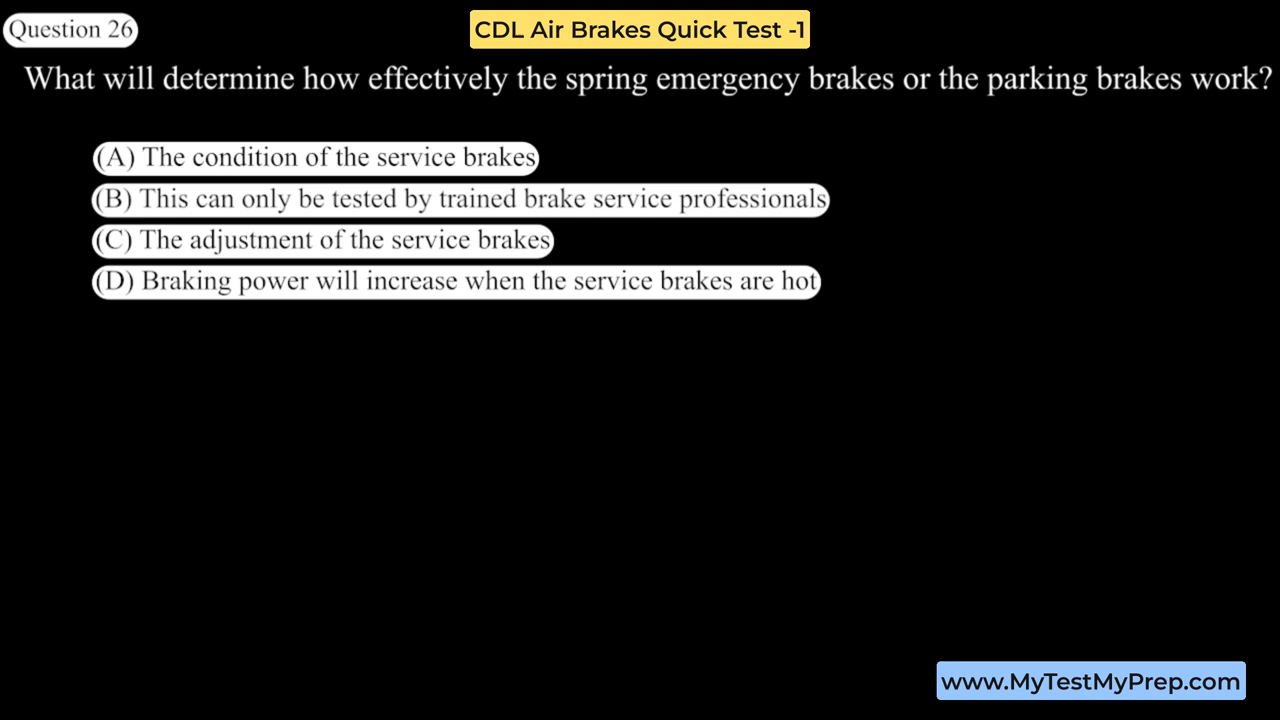 Question 26
CDL Air Brakes Quick Test -1
What will determine how effectively the spring emergency brakes or the parking brakes work?
(A) The condition of the service brakes
(B) This can only be tested by trained brake service professionals
(C) The adjustment of the service brakes
(D) Braking power will increase when the service brakes are hot
www.MyTestMyPrep.com